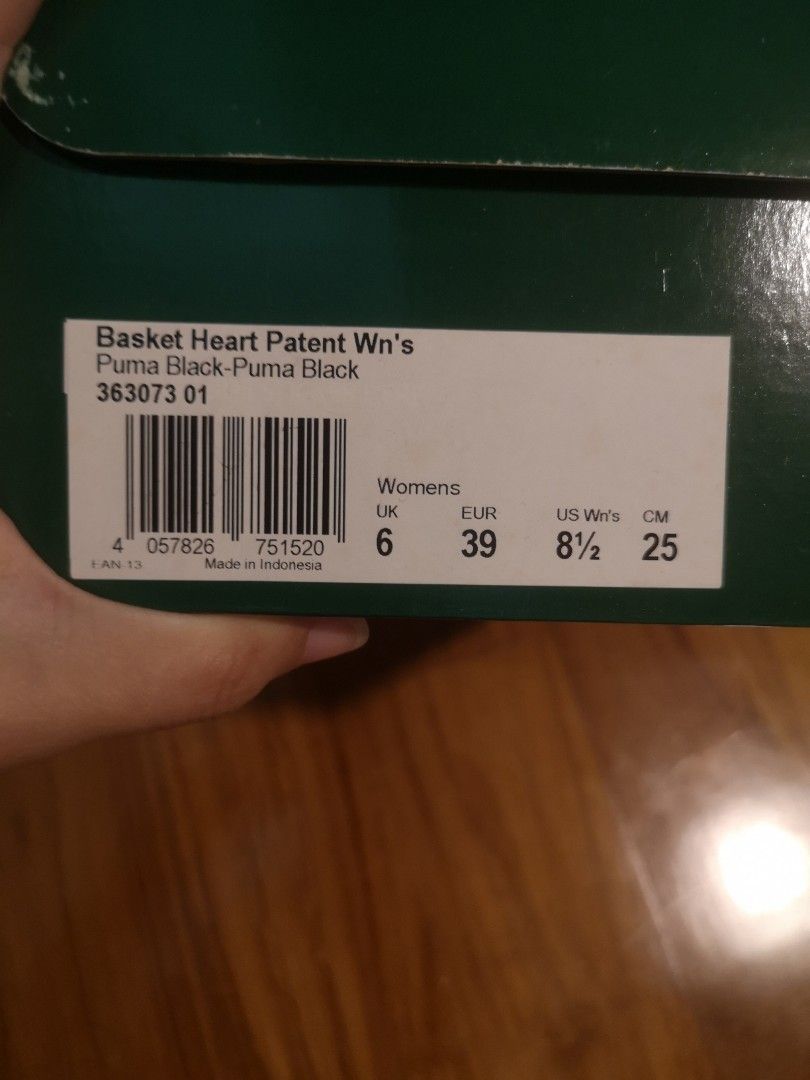 Basket Heart Patent Wn's
Puma Black-Puma Black
363073 01
Womens
UK EUR US Wn's CM
6 39 8½ 25
4 057826 751520
EAN-13 Made in Indonesia